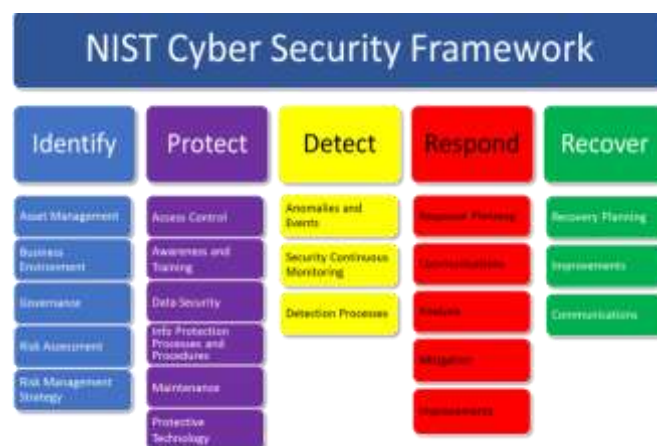 NIST Cyber Security Framework
Identify
Protect
Detect
Respond
Recover
Asset Management
Business
Environment
Governance
Risk Assessment
Risk Management
Strategy
Access Control
Awareness and
Training
Data Security
Info Protection
Processes and
Procedures
Maintenance
Protective
Technology
Anomalies and
Events
Security Continuous
Monitoring
Detection Processes
Response Planning
Communications
Analysis
Mitigation
Improvements
Recovery Planning
Improvements
Communications